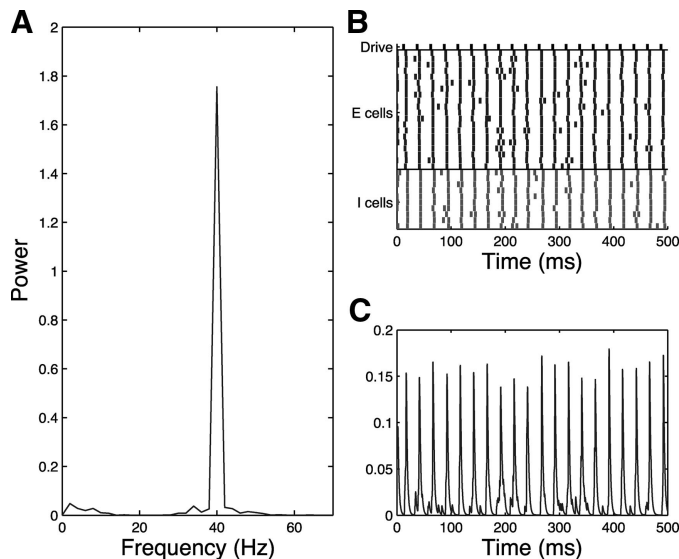 A
2
1.8
1.6
1.4
1.2
1
0.8
0.6
0.4
0.2
0
Power
0 20 40 60
Frequency (Hz)
B
Drive
E cells
I cells
0 100 200 300 400 500
Time (ms)
C
0.2
0.15
0.1
0.05
0
0 100 200 300 400 500
Time (ms)